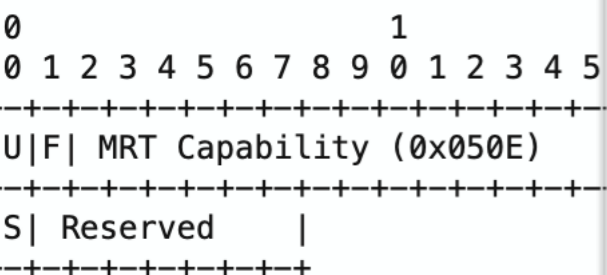 0 1
0 1 2 3 4 5 6 7 8 9 0 1 2 3 4 5
-+-+-+-+-+-+-+-+-+-+-+-+-+-+-+-
U|F| MRT Capability (0x050E)
-+-+-+-+-+-+-+-+-+-+-+-+-+-+-+-
S| Reserved |
-+-+-+-+-+-+-+-+